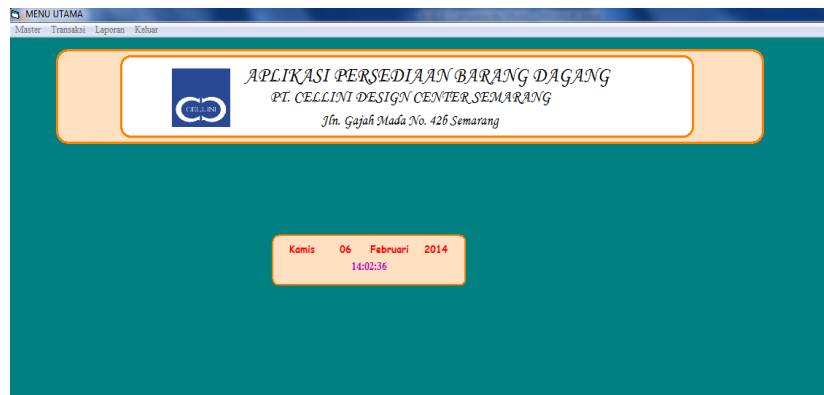 MENU UTAMA
Master Transaksi Laporan Keluar
CELLINI
APLIKASI PERSEDIAAN BARANG DAGANG
PT. CELLINI DESIGN CENTER SEMARANG
Jln. Gajah Mada No. 42b Semarang
Kamis 06 Februari 2014
14:02:36